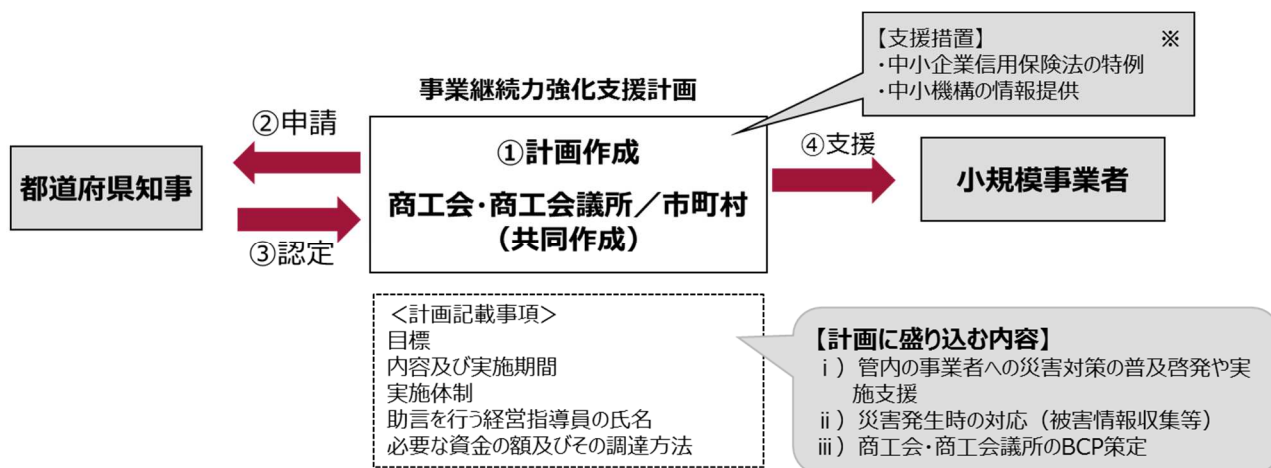 【支援措置】 ※
・中小企業信用保険法の特例
・中小機構の情報提供
事業継続力強化支援計画
②申請
①計画作成
④支援
都道府県知事
商工会・商工会議所／市町村
（共同作成）
小規模事業者
③認定
＜計画記載事項＞
目標
内容及び実施期間
実施体制
助言を行う経営指導員の氏名
必要な資金の額及びその調達方法
【計画に盛り込む内容】
ⅰ）管内の事業者への災害対策の普及啓発や実
施支援
ⅱ）災害発生時の対応（被害情報収集等）
ⅲ）商工会・商工会議所のBCP策定